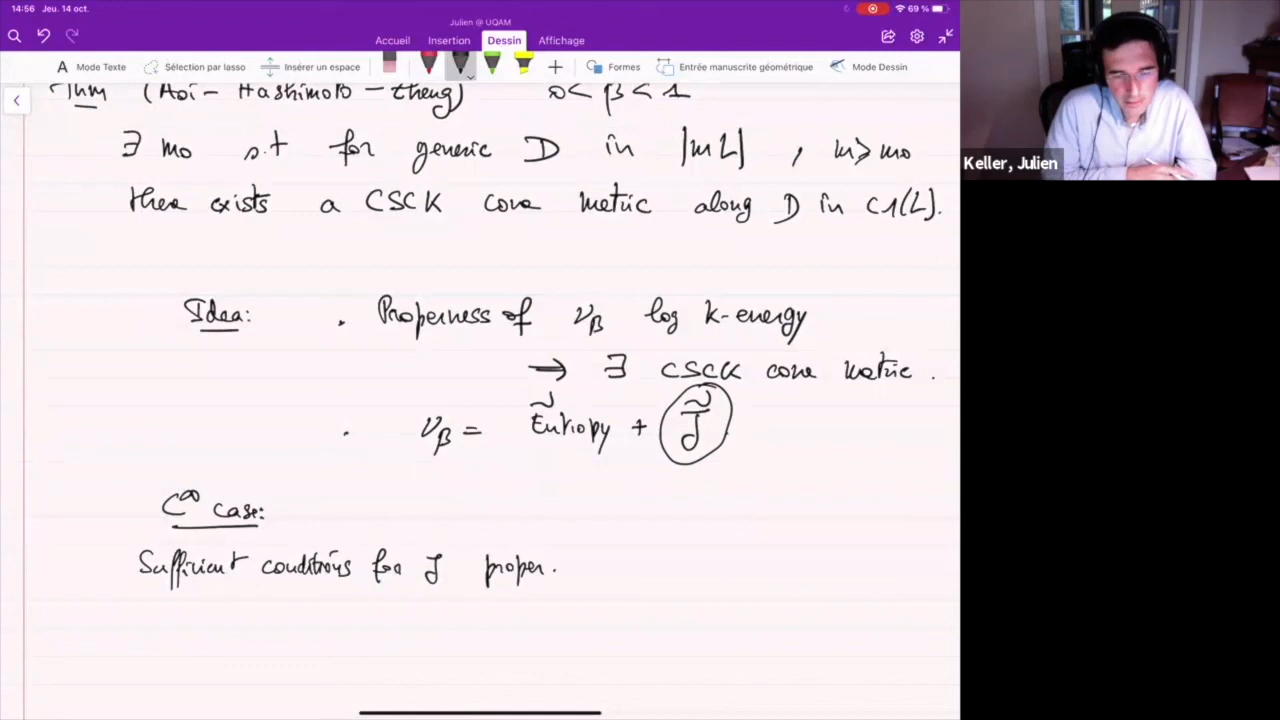 14:56 Jeu. 14 oct.
69 %
Julien @ UQAM
Accueil Insertion Dessin Affichage
Mode Texte Sélection par lasso Insérer un espace Formes Entrée manuscrite géométrique Mode Dessin
Thm (Aoi - Hashimoto - Zheng) 0 < β < 1
∃ mo s.t for generic D in |mL| , m > mo
there exists a CSCK cone metric along D in c1(L).
Idea: . Properness of ν_β log K-energy
→ ∃ CSCK cone metric .
. ν_β = Ẽntropy + J̃
C^∞ case:
Sufficient conditions for J proper.
Keller, Julien